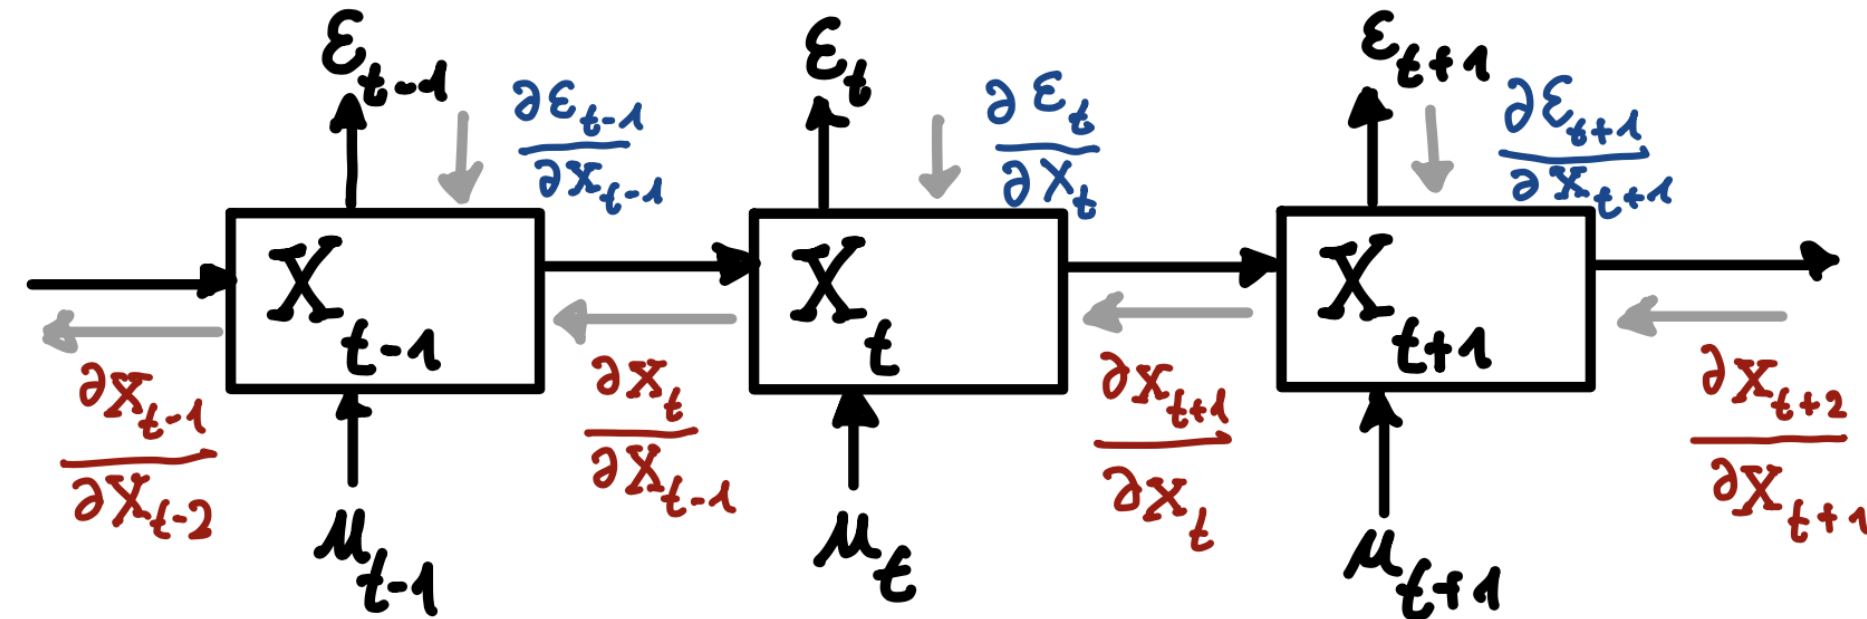 ε_{t-1} ε_t ε_{t+1}
∂ε_{t-1}/∂x_{t-1} ∂ε_t/∂x_t ∂ε_{t+1}/∂x_{t+1}
X_{t-1} X_t X_{t+1}
∂x_{t-1}/∂x_{t-2} ∂x_t/∂x_{t-1} ∂x_{t+1}/∂x_t ∂x_{t+2}/∂x_{t+1}
μ_{t-1} μ_t μ_{t+1}